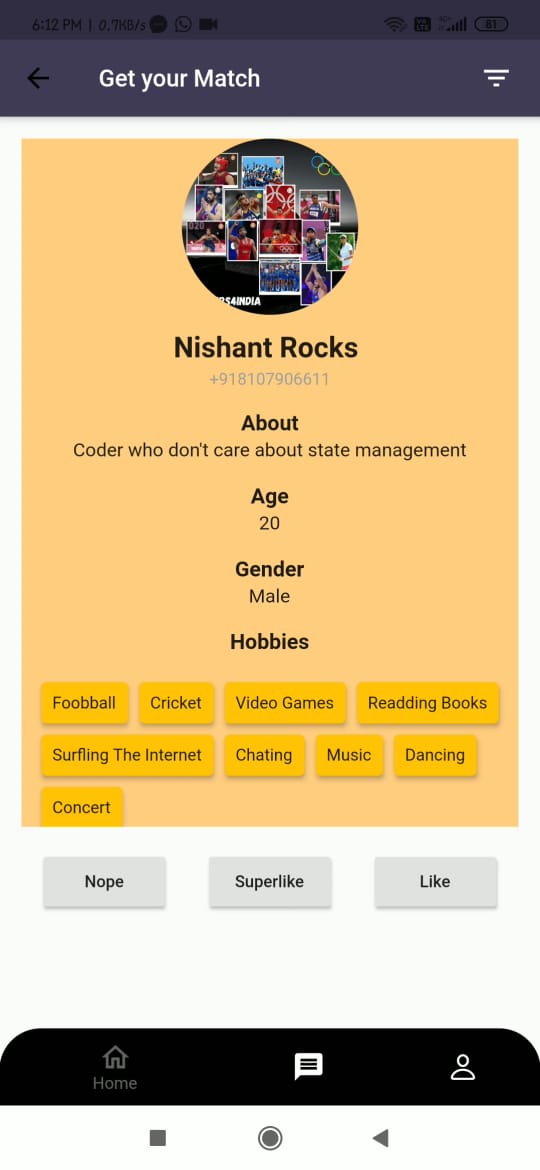 6:12 PM | 0.7KB/s
81
Get your Match
RS4INDIA
Nishant Rocks
+918107906611
About
Coder who don't care about state management
Age
20
Gender
Male
Hobbies
Foobball Cricket Video Games Readding Books
Surfling The Internet Chating Music Dancing
Concert
Nope Superlike Like
Home